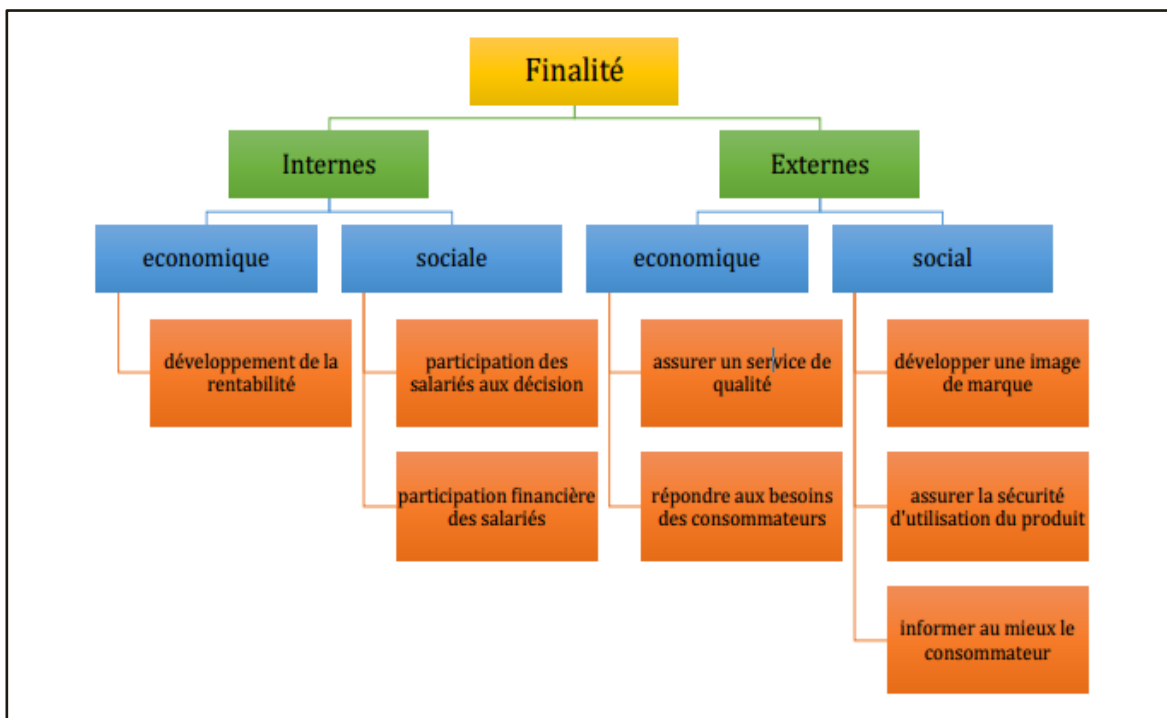 Finalité
Internes
Externes
economique
sociale
economique
social
développement de la
rentabilité
participation des
salariés aux décision
assurer un service de
qualité
développer une image
de marque
participation financière
des salariés
répondre aux besoins
des consommateurs
assurer la sécurité
d'utilisation du produit
informer au mieux le
consommateur